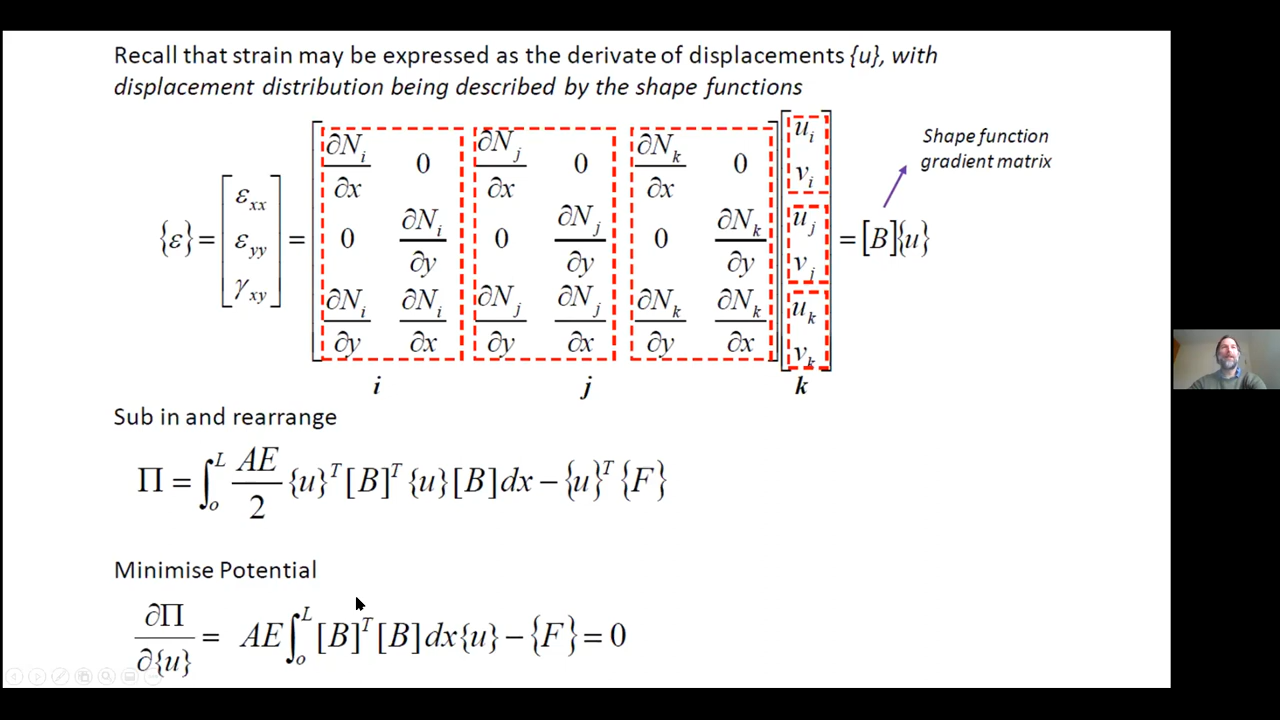 Recall that strain may be expressed as the derivate of displacements {u}, with
displacement distribution being described by the shape functions
Shape function
gradient matrix
{ε} = [ε_xx ε_yy γ_xy] = [∂N_i/∂x 0 ∂N_j/∂x 0 ∂N_k/∂x 0
0 ∂N_i/∂y 0 ∂N_j/∂y 0 ∂N_k/∂y
∂N_i/∂y ∂N_i/∂x ∂N_j/∂y ∂N_j/∂x ∂N_k/∂y ∂N_k/∂x] [u_i v_i u_j v_j u_k v_k] = [B]{u}
i j k
Sub in and rearrange
Π = ∫_o^L AE/2 {u}^T [B]^T {u}[B] dx − {u}^T {F}
Minimise Potential
∂Π/∂{u} = AE ∫_o^L [B]^T [B] dx{u} − {F} = 0